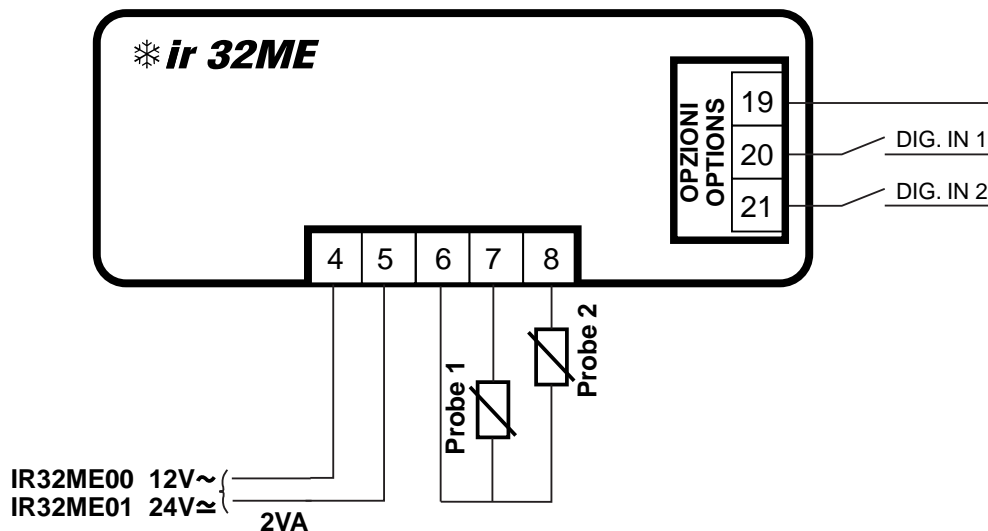 ir 32ME
OPZIONI
OPTIONS
19
20
21
DIG. IN 1
DIG. IN 2
4 5 6 7 8
Probe 1
Probe 2
IR32ME00 12V~
IR32ME01 24V≃
2VA